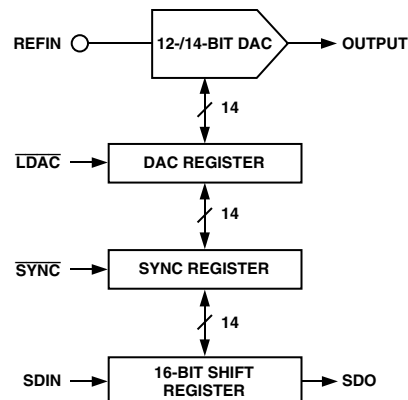 REFIN
12-/14-BIT DAC
OUTPUT
14
LDAC
DAC REGISTER
14
SYNC
SYNC REGISTER
14
SDIN
16-BIT SHIFT
REGISTER
SDO